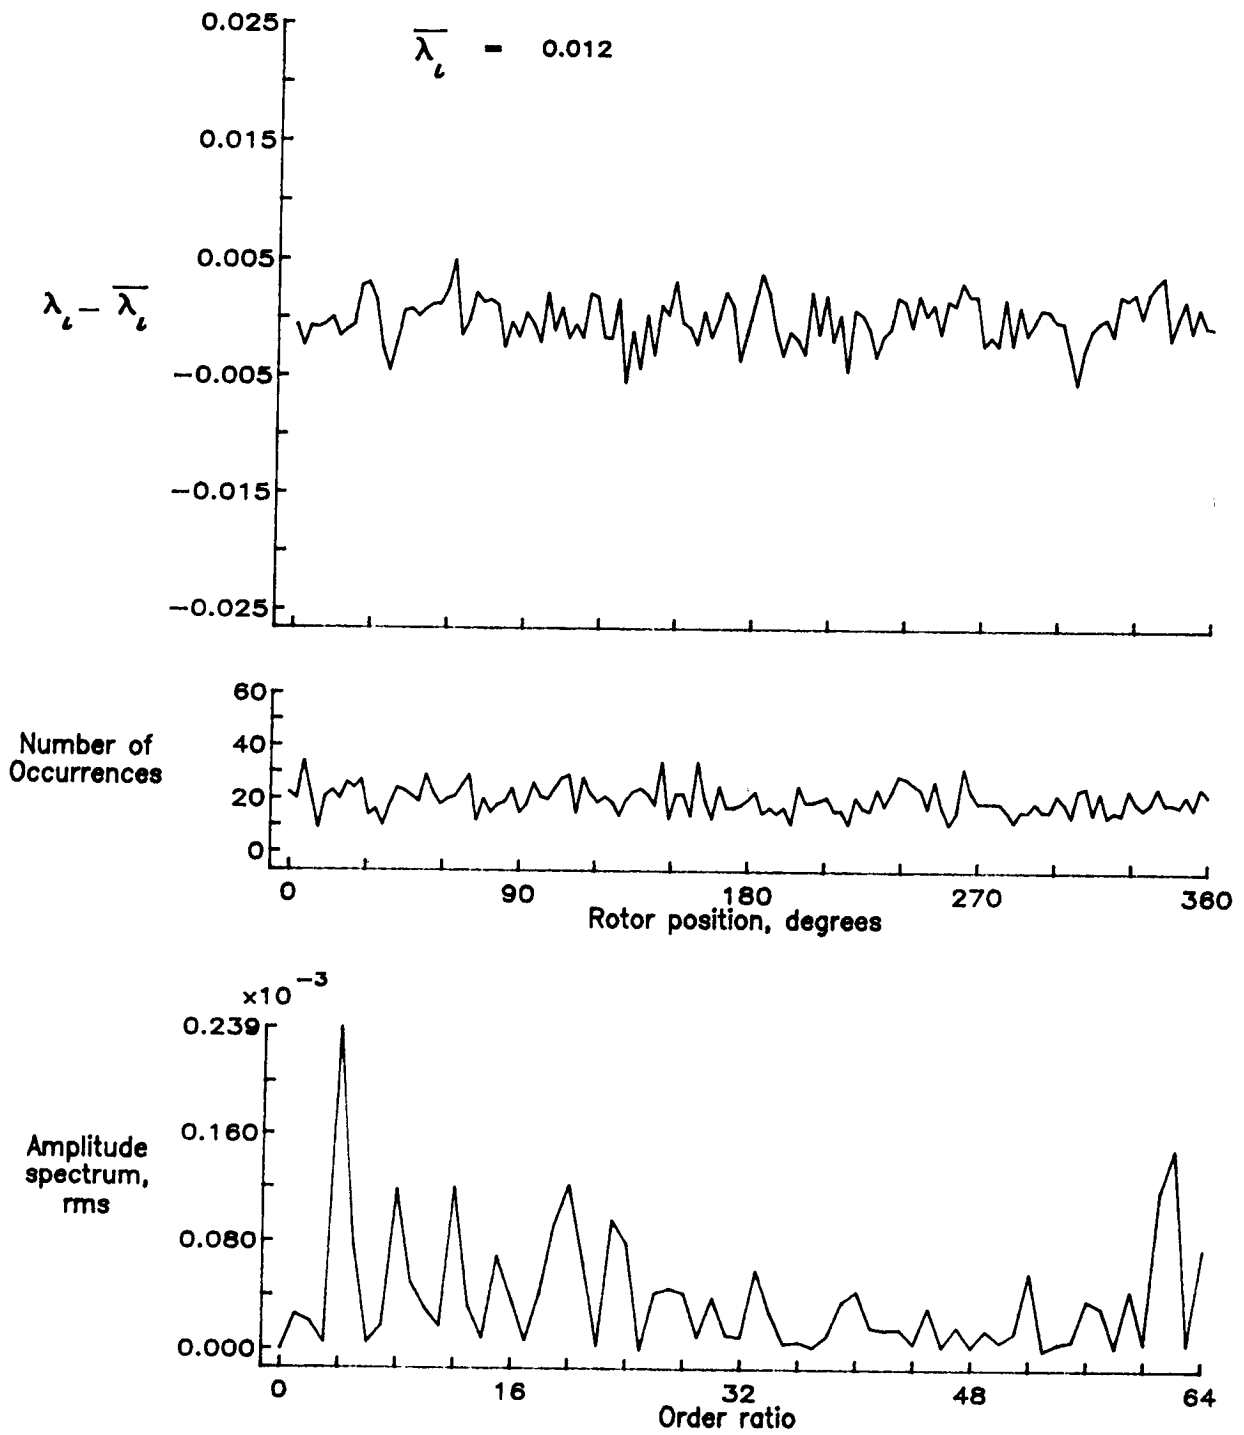 0.025
λ̅ι = 0.012
0.015
0.005
λι – λ̅ι
−0.005
−0.015
−0.025
60
Number of
Occurrences
40
20
0
0 90 180 270 360
Rotor position, degrees
×10⁻³
0.239
Amplitude
spectrum,
rms
0.160
0.080
0.000
0 16 32 48 64
Order ratio